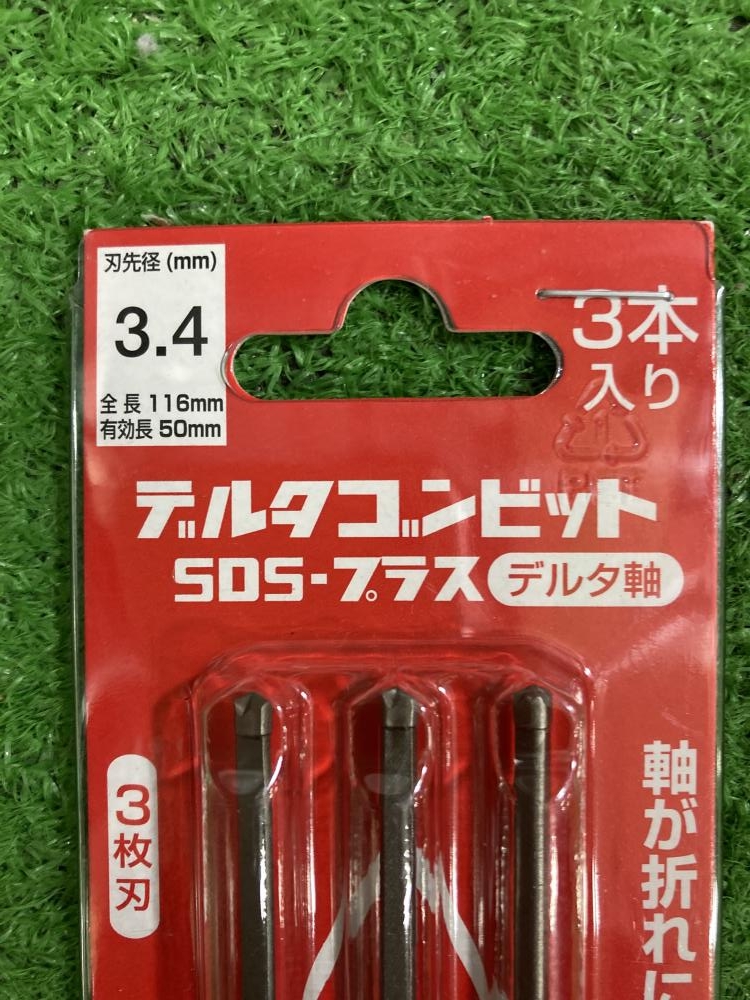 刃先径 (mm)
3.4
全長 116mm
有効長 50mm
3本
入り
デルタゴンビット
SDS-プラス デルタ軸
3枚刃
軸が折れに